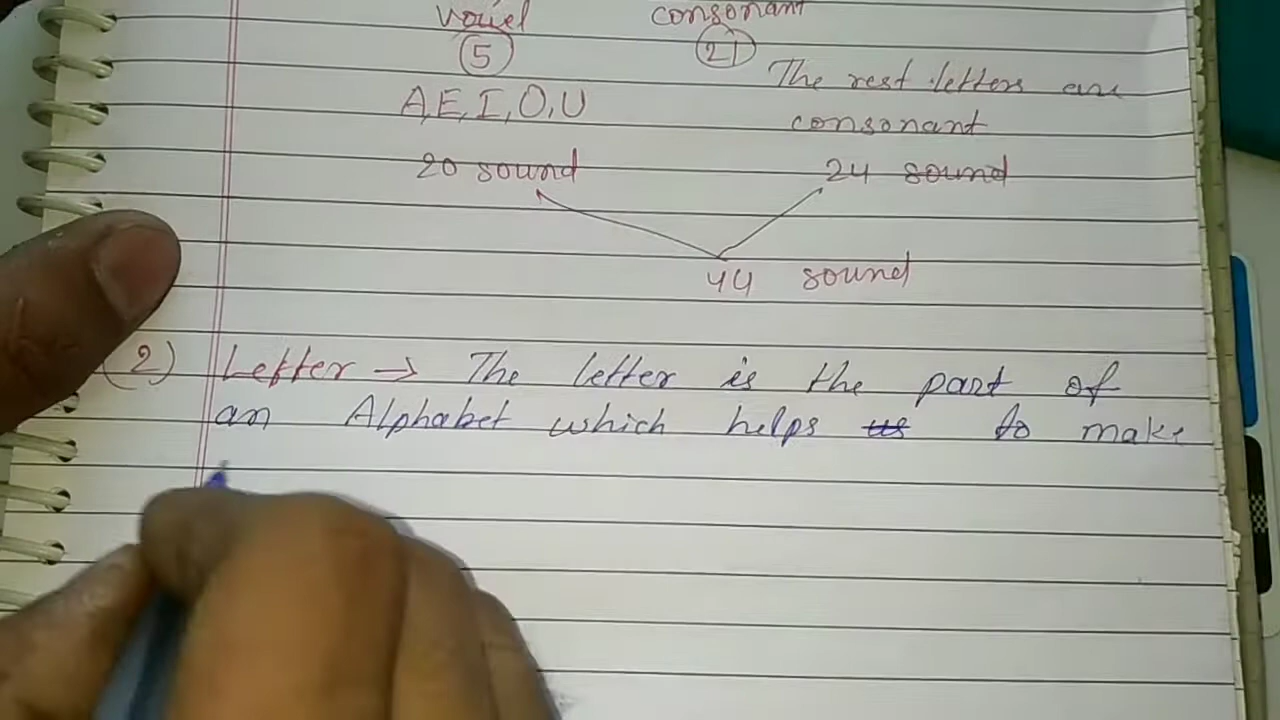 vowel consonant
5 21
The rest letters are
A, E, I, O, U
consonant
20 sound 24 sound
44 sound
(2) Letter → The letter is the part of
an Alphabet which helps us to make